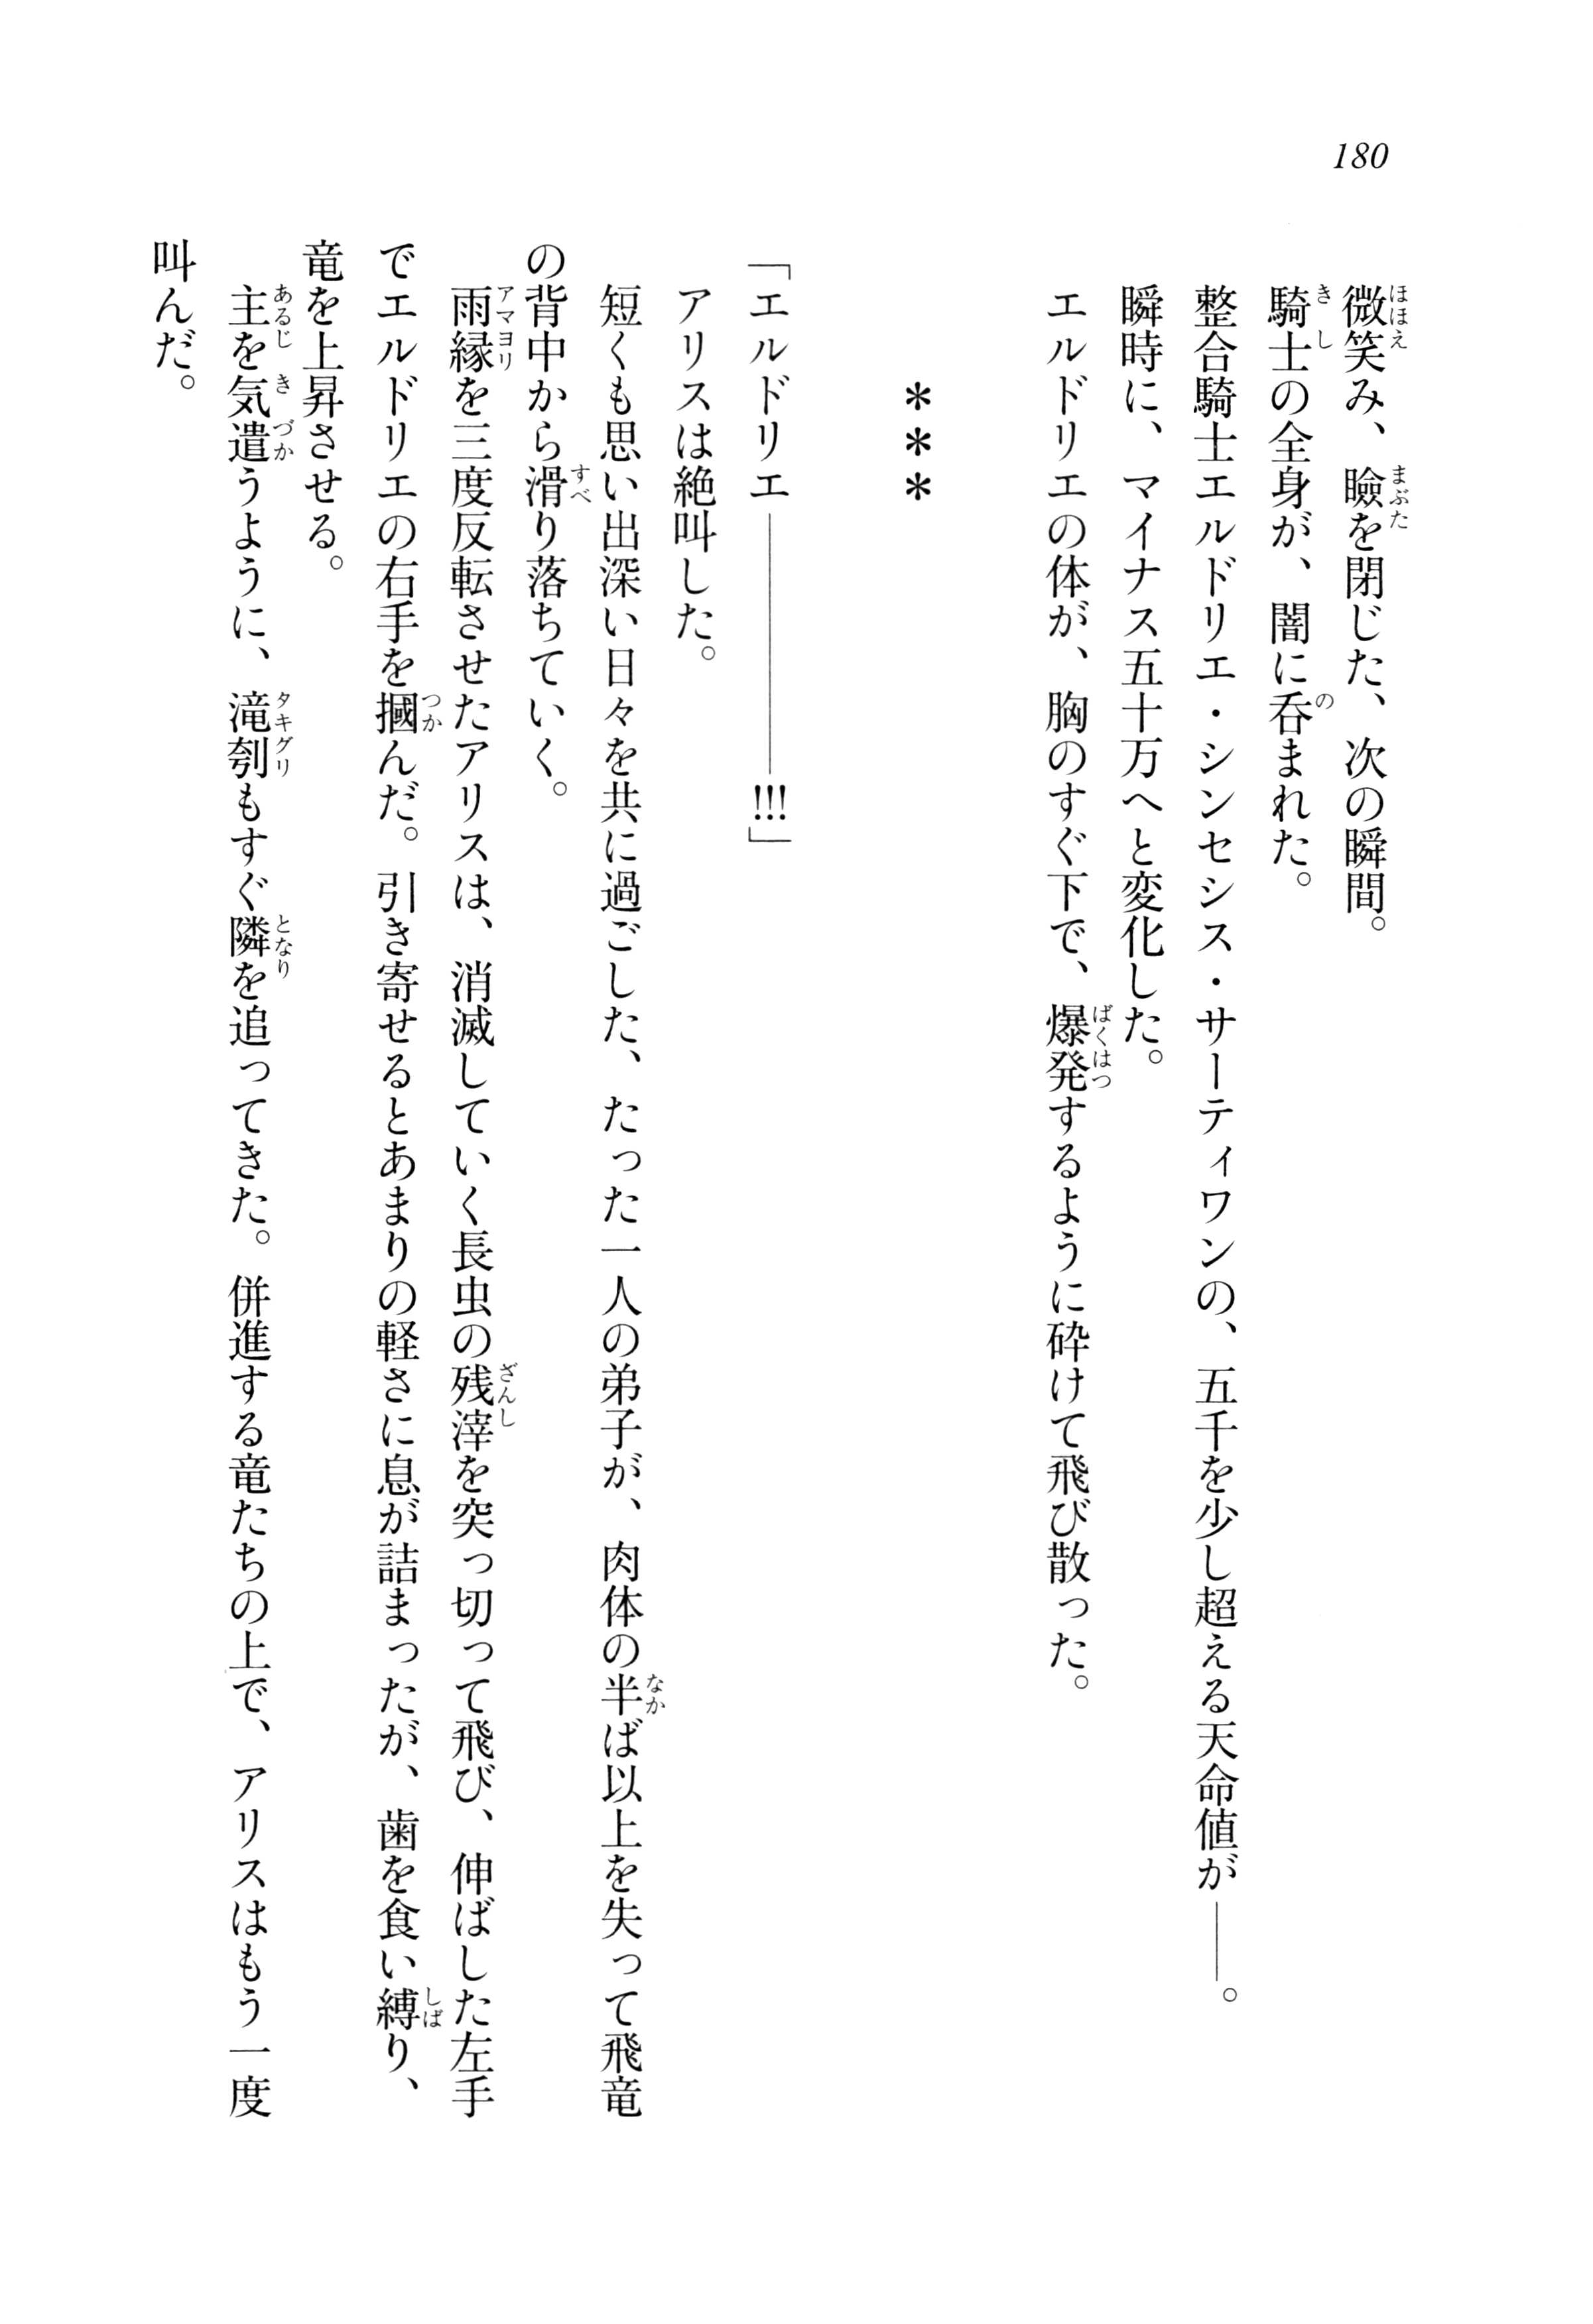 180
微笑み、瞼を閉じた、次の瞬間。
騎士の全身が、闇に呑まれた。
整合騎士エルドリエ・シンセシス・サーティワンの、五千を少し超える天命値が――。
瞬時に、マイナス五十万へと変化した。
エルドリエの体が、胸のすぐ下で、爆発するように砕けて飛び散った。
＊＊＊
「エルドリエ――――――!!!」
アリスは絶叫した。
短くも思い出深い日々を共に過ごした、たった一人の弟子が、肉体の半ば以上を失って飛竜
の背中から滑り落ちていく。
雨縁を三度反転させたアリスは、消滅していく長虫の残滓を突っ切って飛び、伸ばした左手
でエルドリエの右手を摑んだ。引き寄せるとあまりの軽さに息が詰まったが、歯を食い縛り、
竜を上昇させる。
主を気遣うように、滝刳もすぐ隣を追ってきた。併進する竜たちの上で、アリスはもう一度
叫んだ。